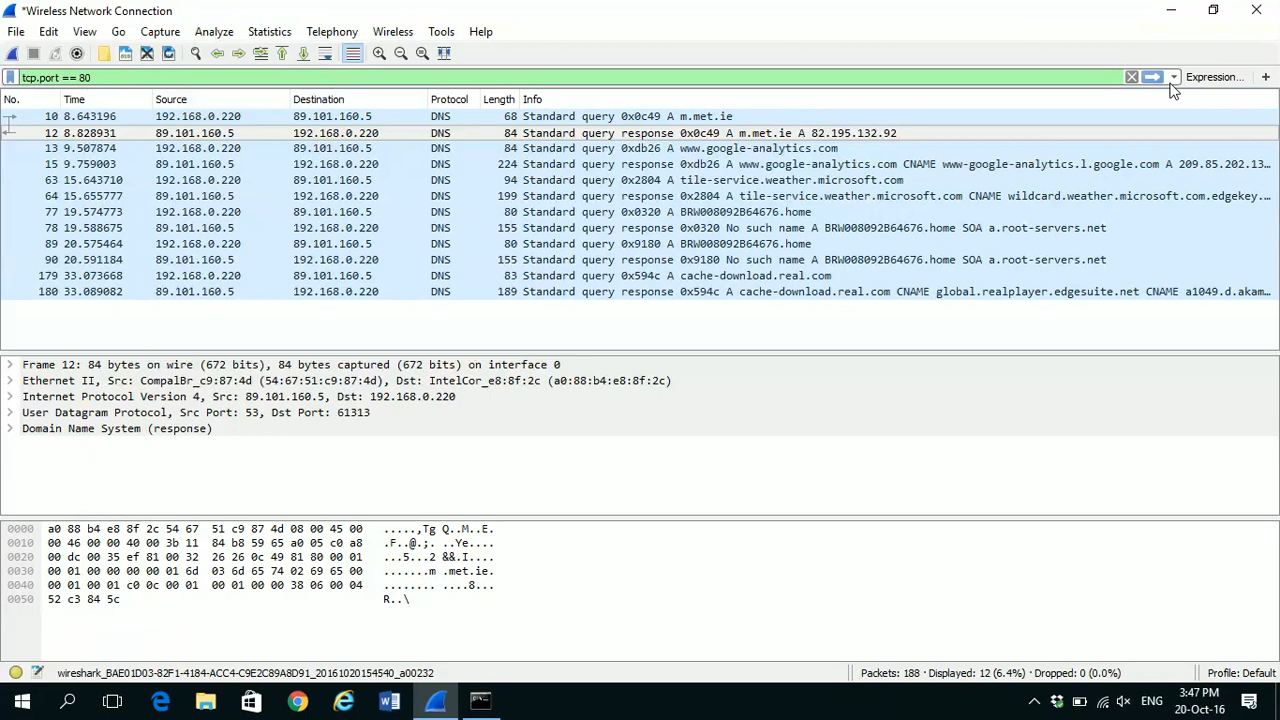 *Wireless Network Connection
File Edit View Go Capture Analyze Statistics Telephony Wireless Tools Help
tcp.port == 80 Expression... +
No. Time Source Destination Protocol Length Info
10 8.643196 192.168.0.220 89.101.160.5 DNS 68 Standard query 0x0c49 A m.met.ie
12 8.828931 89.101.160.5 192.168.0.220 DNS 84 Standard query response 0x0c49 A m.met.ie A 82.195.132.92
13 9.507874 192.168.0.220 89.101.160.5 DNS 84 Standard query 0xdb26 A www.google-analytics.com
15 9.759003 89.101.160.5 192.168.0.220 DNS 224 Standard query response 0xdb26 A www.google-analytics.com CNAME www-google-analytics.l.google.com A 209.85.202.13...
63 15.643710 192.168.0.220 89.101.160.5 DNS 94 Standard query 0x2804 A tile-service.weather.microsoft.com
64 15.655777 89.101.160.5 192.168.0.220 DNS 199 Standard query response 0x2804 A tile-service.weather.microsoft.com CNAME wildcard.weather.microsoft.com.edgekey...
77 19.574773 192.168.0.220 89.101.160.5 DNS 80 Standard query 0x0320 A BRW008092B64676.home
78 19.588675 89.101.160.5 192.168.0.220 DNS 155 Standard query response 0x0320 No such name A BRW008092B64676.home SOA a.root-servers.net
89 20.575464 192.168.0.220 89.101.160.5 DNS 80 Standard query 0x9180 A BRW008092B64676.home
90 20.591184 89.101.160.5 192.168.0.220 DNS 155 Standard query response 0x9180 No such name A BRW008092B64676.home SOA a.root-servers.net
179 33.073668 192.168.0.220 89.101.160.5 DNS 83 Standard query 0x594c A cache-download.real.com
180 33.089082 89.101.160.5 192.168.0.220 DNS 189 Standard query response 0x594c A cache-download.real.com CNAME global.realplayer.edgesuite.net CNAME a1049.d.akam...
Frame 12: 84 bytes on wire (672 bits), 84 bytes captured (672 bits) on interface 0
Ethernet II, Src: CompalBr_c9:87:4d (54:67:51:c9:87:4d), Dst: IntelCor_e8:8f:2c (a0:88:b4:e8:8f:2c)
Internet Protocol Version 4, Src: 89.101.160.5, Dst: 192.168.0.220
User Datagram Protocol, Src Port: 53, Dst Port: 61313
Domain Name System (response)
0000 a0 88 b4 e8 8f 2c 54 67 51 c9 87 4d 08 00 45 00 .....,Tg Q..M..E.
0010 00 46 00 00 40 00 3b 11 84 b8 59 65 a0 05 c0 a8 .F..@.;. ..Ye....
0020 00 dc 00 35 ef 81 00 32 26 26 0c 49 81 80 00 01 ...5...2 &&.I....
0030 00 01 00 00 00 00 01 6d 03 6d 65 74 02 69 65 00 .......m .met.ie.
0040 00 01 00 01 c0 0c 00 01 00 01 00 00 38 06 00 04 ........ ....8...
0050 52 c3 84 5c R..\
wireshark_BAE01D03-82F1-4184-ACC4-C9E2C89A8D91_20161020154540_a00232 Packets: 188 · Displayed: 12 (6.4%) · Dropped: 0 (0.0%) Profile: Default
ENG 3:47 PM
20-Oct-16